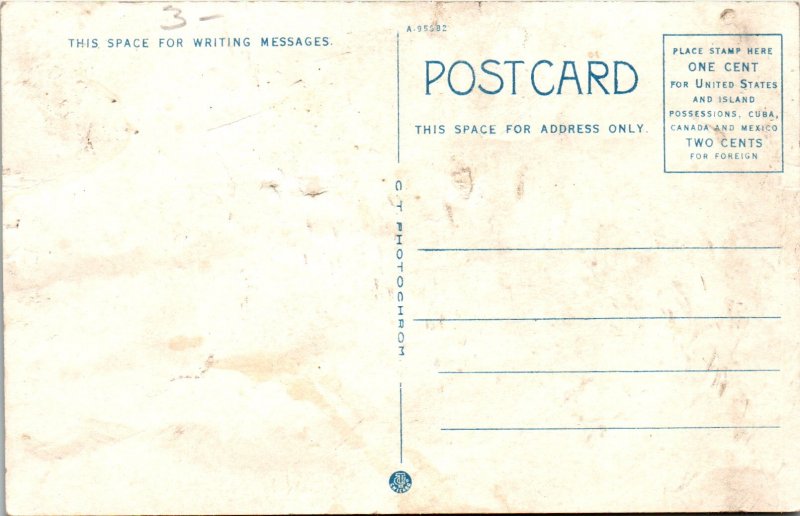 3-
THIS SPACE FOR WRITING MESSAGES.
A-95582
POSTCARD
THIS SPACE FOR ADDRESS ONLY.
PLACE STAMP HERE
ONE CENT
FOR UNITED STATES
AND ISLAND
POSSESSIONS, CUBA,
CANADA AND MEXICO
TWO CENTS
FOR FOREIGN
C T PHOTOCHROM